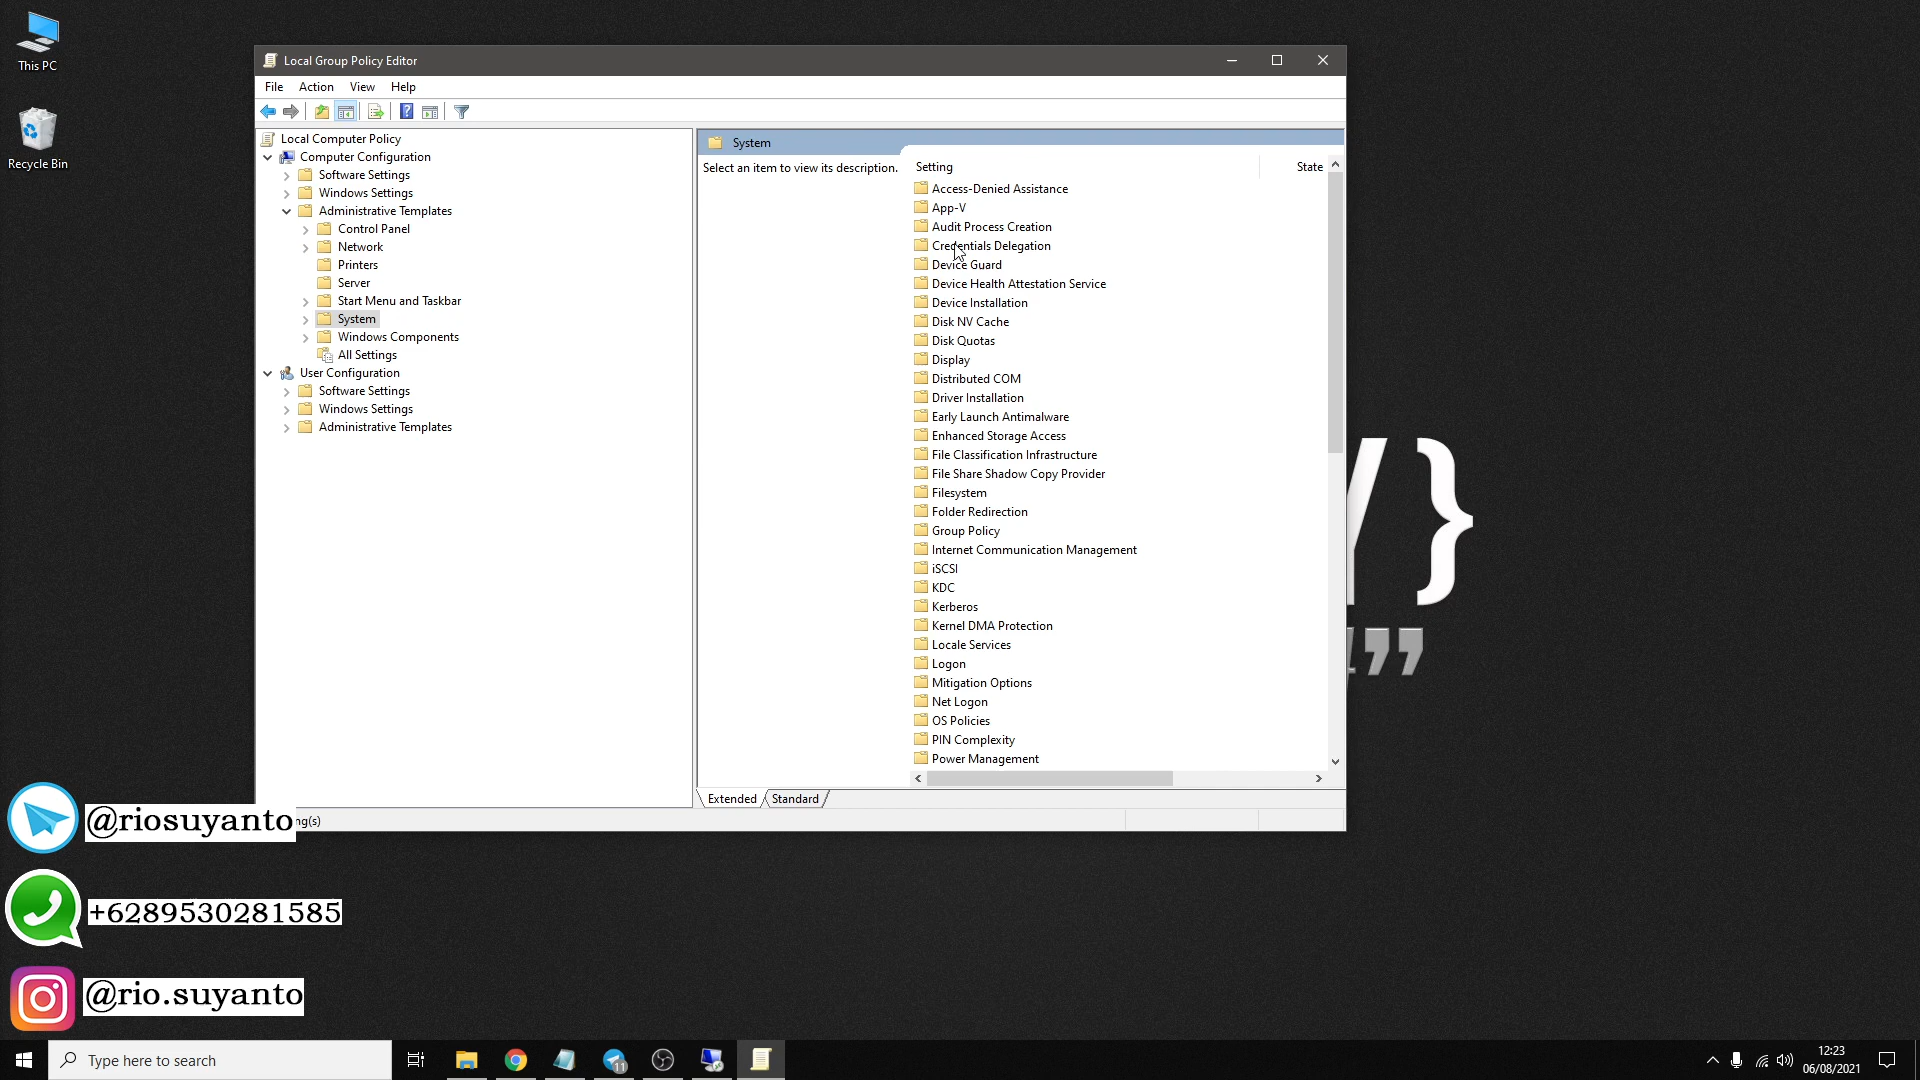 This PC
Recycle Bin
Local Group Policy Editor
File Action View Help
Local Computer Policy
Computer Configuration
Software Settings
Windows Settings
Administrative Templates
Control Panel
Network
Printers
Server
Start Menu and Taskbar
System
Windows Components
All Settings
User Configuration
Software Settings
Windows Settings
Administrative Templates
System
Select an item to view its description.
Setting State
Access-Denied Assistance
App-V
Audit Process Creation
Credentials Delegation
Device Guard
Device Health Attestation Service
Device Installation
Disk NV Cache
Disk Quotas
Display
Distributed COM
Driver Installation
Early Launch Antimalware
Enhanced Storage Access
File Classification Infrastructure
File Share Shadow Copy Provider
Filesystem
Folder Redirection
Group Policy
Internet Communication Management
iSCSI
KDC
Kerberos
Kernel DMA Protection
Locale Services
Logon
Mitigation Options
Net Logon
OS Policies
PIN Complexity
Power Management
Extended Standard
ng(s)
/}
”
@riosuyanto
+6289530281585
@rio.suyanto
Type here to search
11
12:23
06/08/2021